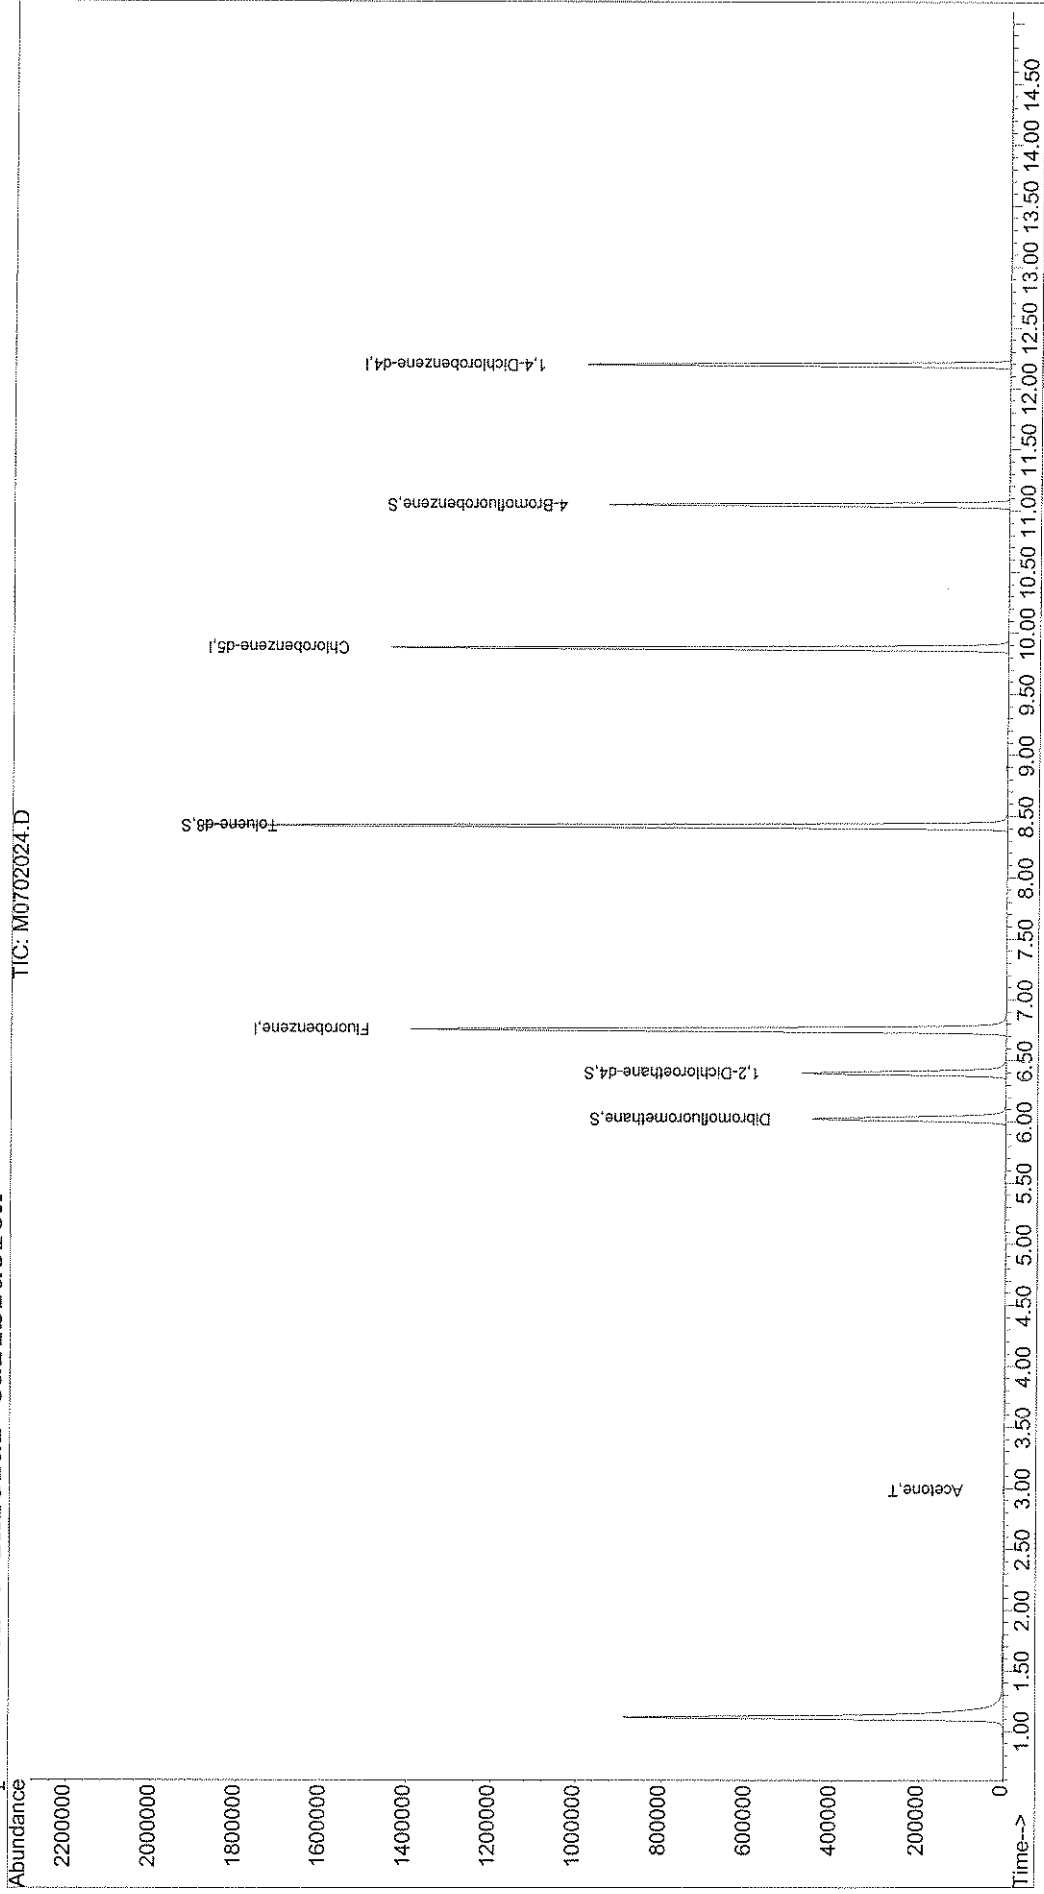 Abundance
TIC: M0702024.D
2200000
2000000
1800000
1600000
1400000
1200000
1000000
800000
600000
400000
200000
0
Acetone,T
Dibromofluoromethane,S
1,2-Dichloroethane-d4,S
Fluorobenzene,I
Toluene-d8,S
Chlorobenzene-d5,I
4-Bromofluorobenzene,S
1,4-Dichlorobenzene-d4,I
Time--> 1.00 1.50 2.00 2.50 3.00 3.50 4.00 4.50 5.00 5.50 6.00 6.50 7.00 7.50 8.00 8.50 9.00 9.50 10.00 10.50 11.00 11.50 12.00 12.50 13.00 13.50 14.00 14.50